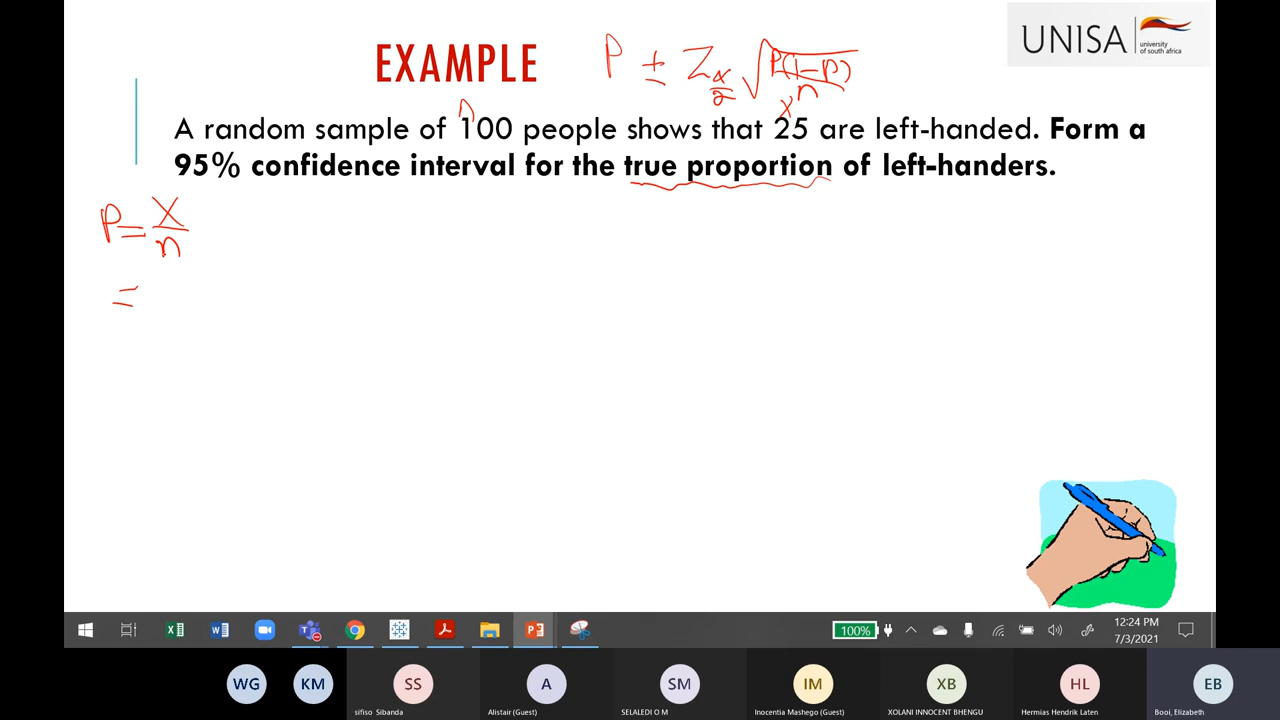 EXAMPLE
P ± Z α/2 √P(1-P)/n
UNISA
university
of south africa
n
x
A random sample of 100 people shows that 25 are left-handed. Form a
95% confidence interval for the true proportion of left-handers.
P = X/n
=
100%
12:24 PM
7/3/2021
WG
KM
SS
A
SM
IM
XB
HL
EB
sifiso Sibanda
Alistair (Guest)
SELALEDI O M
Inocentia Mashego (Guest)
XOLANI INNOCENT BHENGU
Hermias Hendrik Laten
Booi, Elizabeth